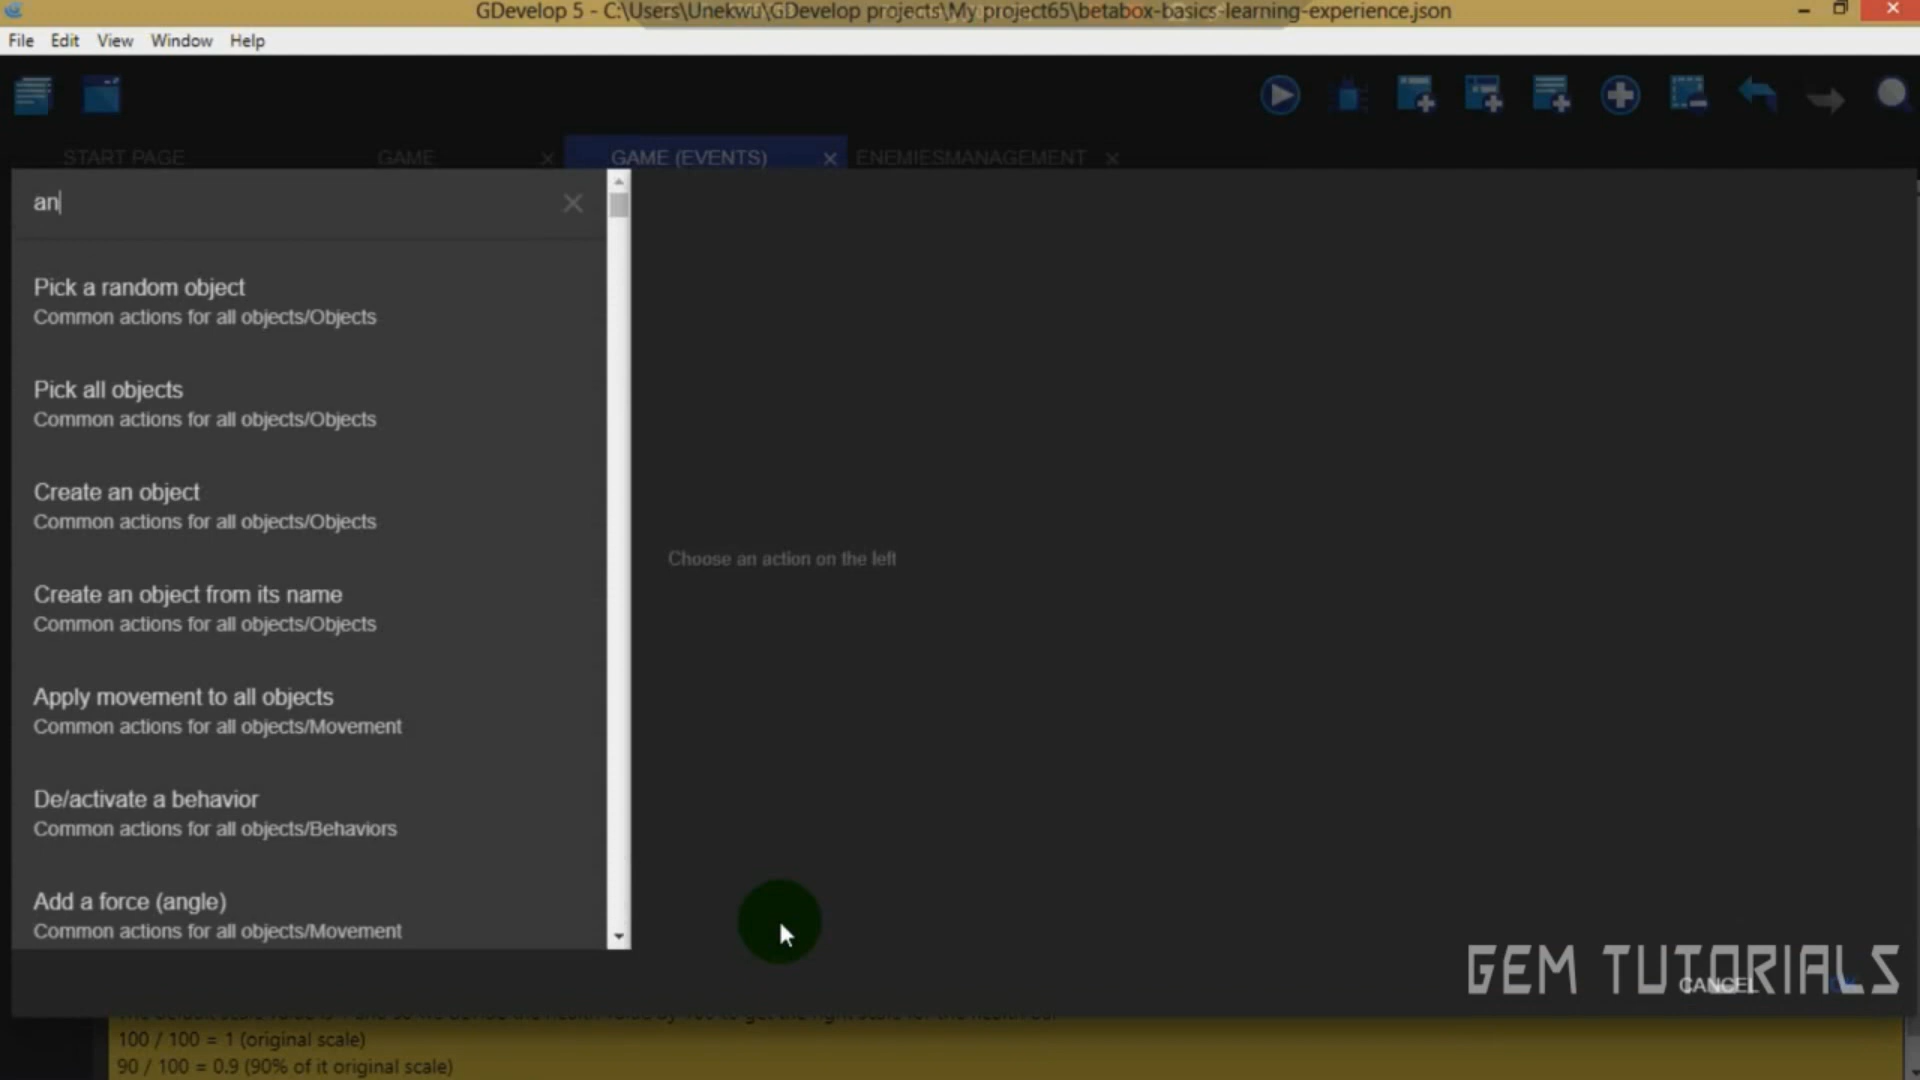 GDevelop 5 - C:\Users\Unekwu\GDevelop projects\My project65\betabox-basics-learning-experience.json
File Edit View Window Help
START PAGE GAME GAME (EVENTS) ENEMIESMANAGEMENT
an
Pick a random object
Common actions for all objects/Objects
Pick all objects
Common actions for all objects/Objects
Create an object
Common actions for all objects/Objects
Create an object from its name
Common actions for all objects/Objects
Apply movement to all objects
Common actions for all objects/Movement
De/activate a behavior
Common actions for all objects/Behaviors
Add a force (angle)
Common actions for all objects/Movement
Choose an action on the left
GEM TUTORIALS
CANCEL
100 / 100 = 1 (original scale)
90 / 100 = 0.9 (90% of it original scale)